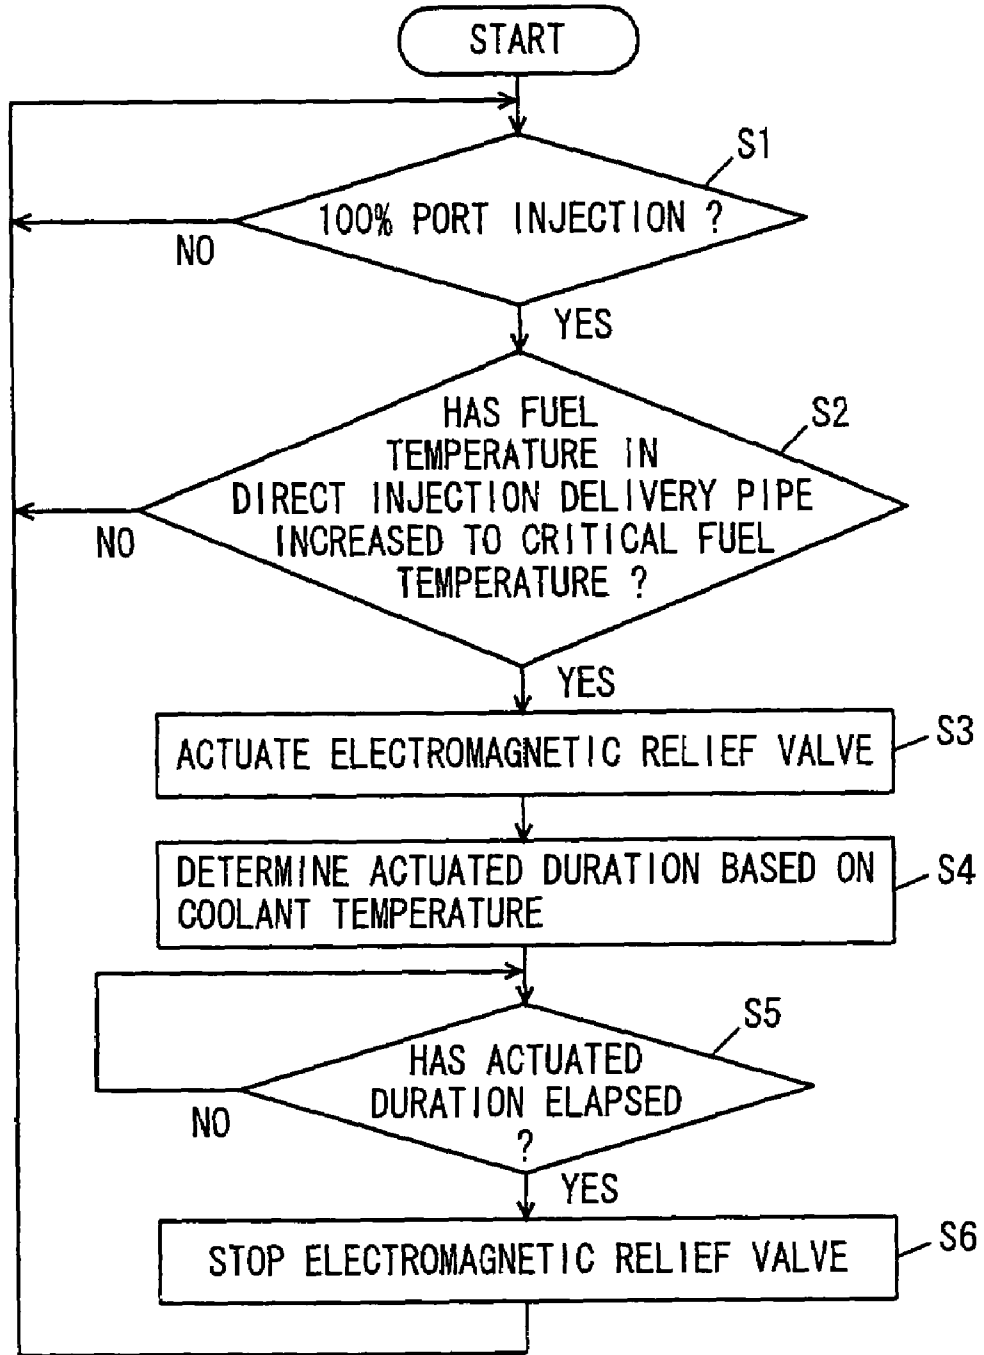 START
S1
100% PORT INJECTION ?
NO
YES
S2
HAS FUEL
TEMPERATURE IN
DIRECT INJECTION DELIVERY PIPE
INCREASED TO CRITICAL FUEL
TEMPERATURE ?
NO
YES
ACTUATE ELECTROMAGNETIC RELIEF VALVE
S3
DETERMINE ACTUATED DURATION BASED ON
COOLANT TEMPERATURE
S4
S5
HAS ACTUATED
DURATION ELAPSED
?
NO
YES
STOP ELECTROMAGNETIC RELIEF VALVE
S6